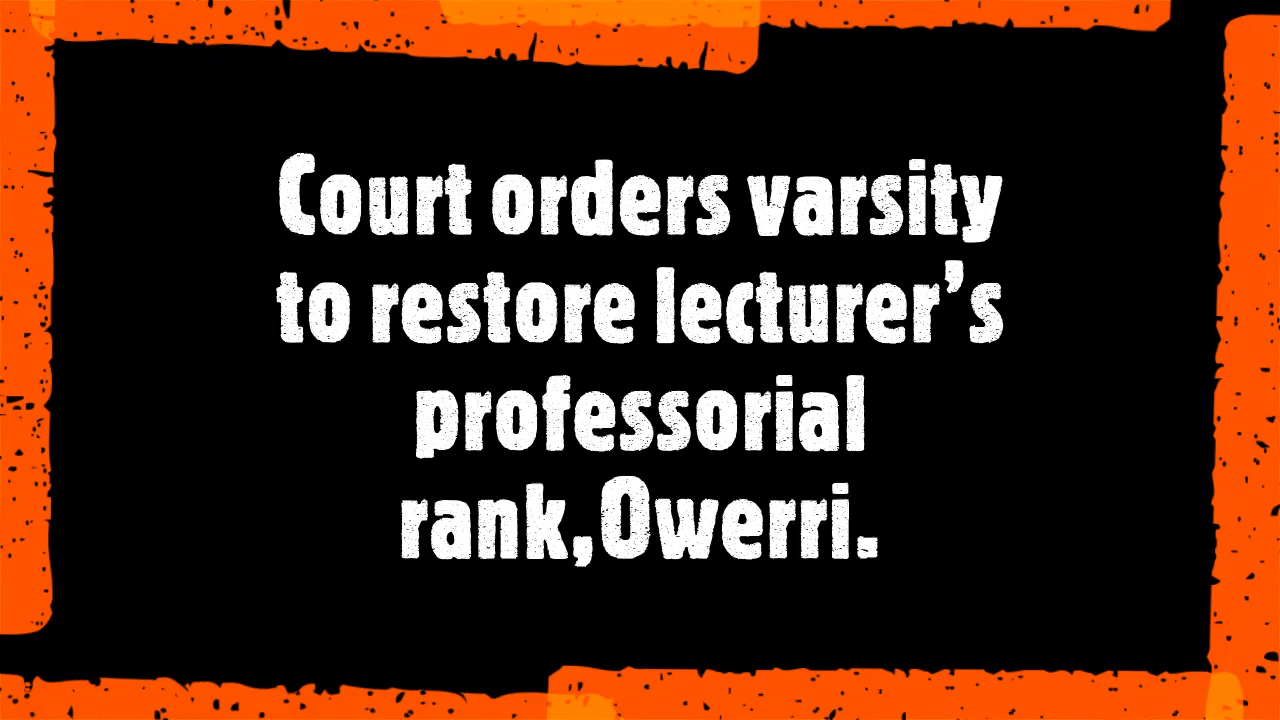 Court orders varsity
to restore lecturer’s
professorial
rank,Owerri.